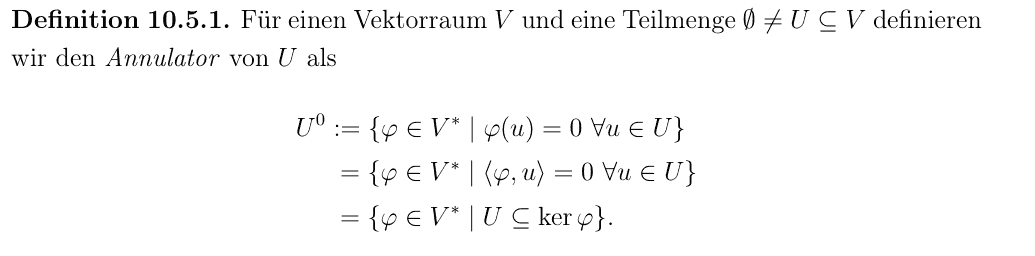 Definition 10.5.1. Für einen Vektorraum V und eine Teilmenge ∅ ≠ U ⊆ V definieren
wir den Annulator von U als
U⁰ := {φ ∈ V* | φ(u) = 0 ∀u ∈ U}
= {φ ∈ V* | ⟨φ, u⟩ = 0 ∀u ∈ U}
= {φ ∈ V* | U ⊆ ker φ}.